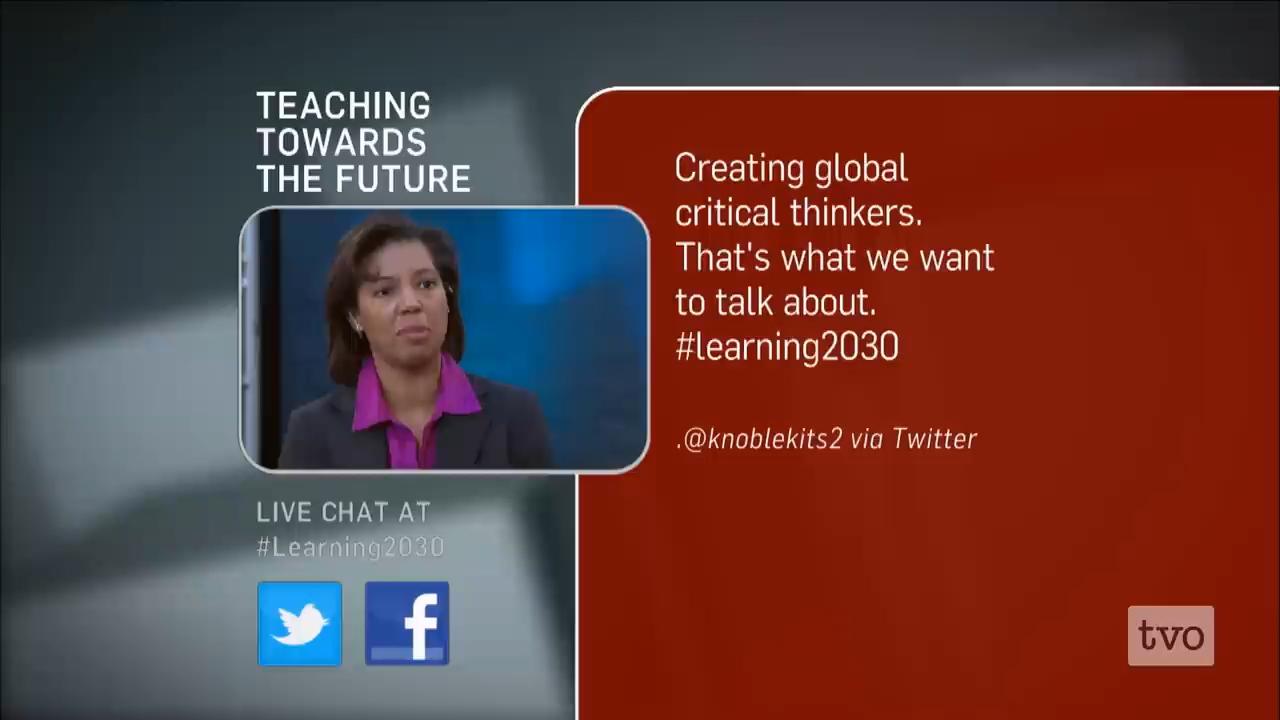 TEACHING
TOWARDS
THE FUTURE
Creating global
critical thinkers.
That's what we want
to talk about.
#learning2030
.@knoblekits2 via Twitter
LIVE CHAT AT
#Learning2030
f
tvo